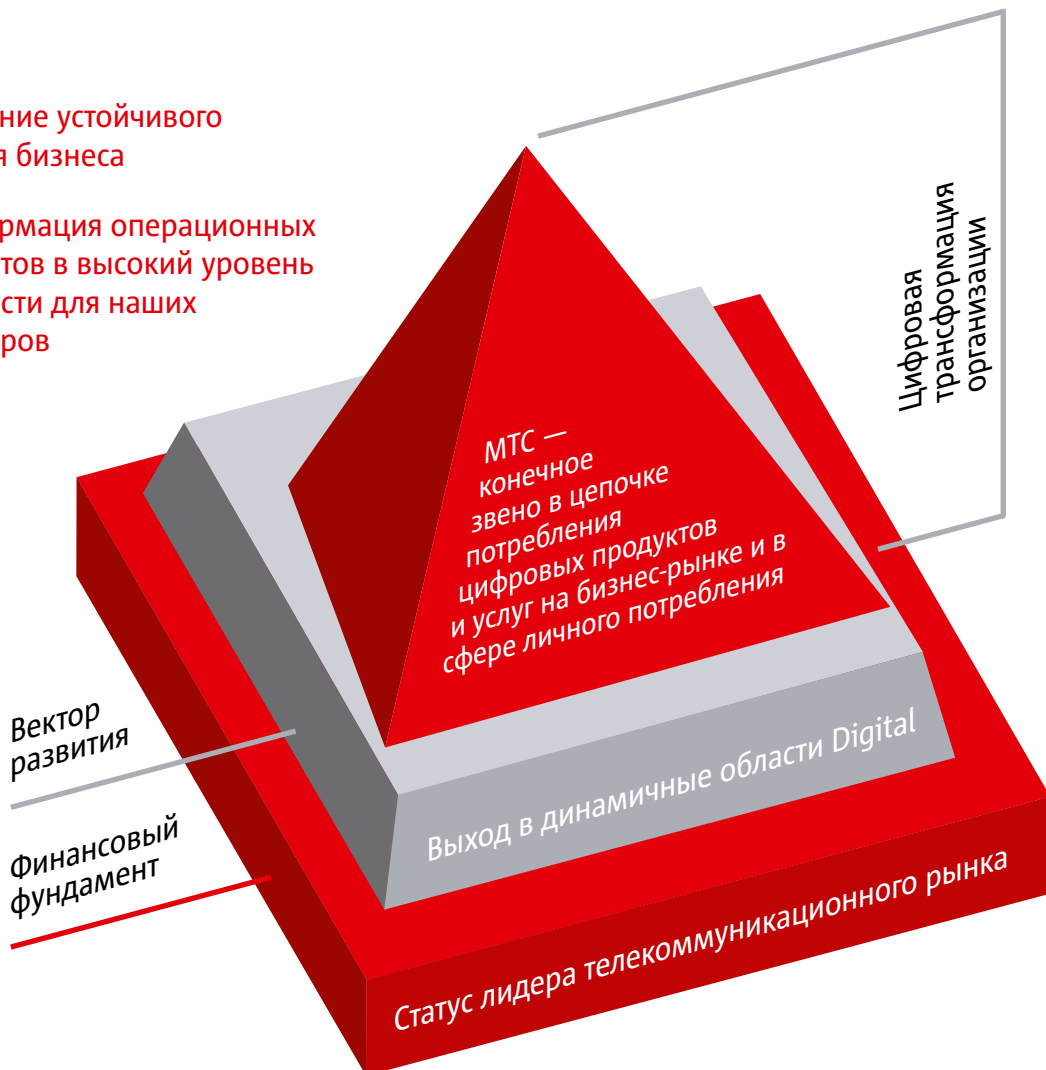 ние устойчивого
я бизнеса
рмация операционных
тов в высокий уровень
сти для наших
ров
Цифровая
трансформация
организации
МТС —
конечное
звено в цепочке
потребления
цифровых продуктов
и услуг на бизнес-рынке и в
сфере личного потребления
Вектор
развития
Выход в динамичные области Digital
Финансовый
фундамент
Статус лидера телекоммуникационного рынка